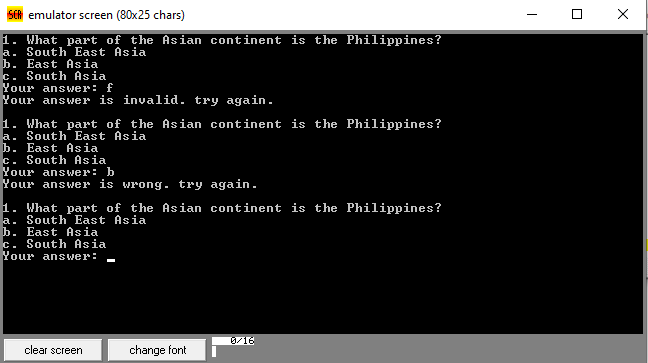 emulator screen (80x25 chars)
1. What part of the Asian continent is the Philippines?
a. South East Asia
b. East Asia
c. South Asia
Your answer: f
Your answer is invalid. try again.
1. What part of the Asian continent is the Philippines?
a. South East Asia
b. East Asia
c. South Asia
Your answer: b
Your answer is wrong. try again.
1. What part of the Asian continent is the Philippines?
a. South East Asia
b. East Asia
c. South Asia
Your answer:
clear screen
change font
0/16